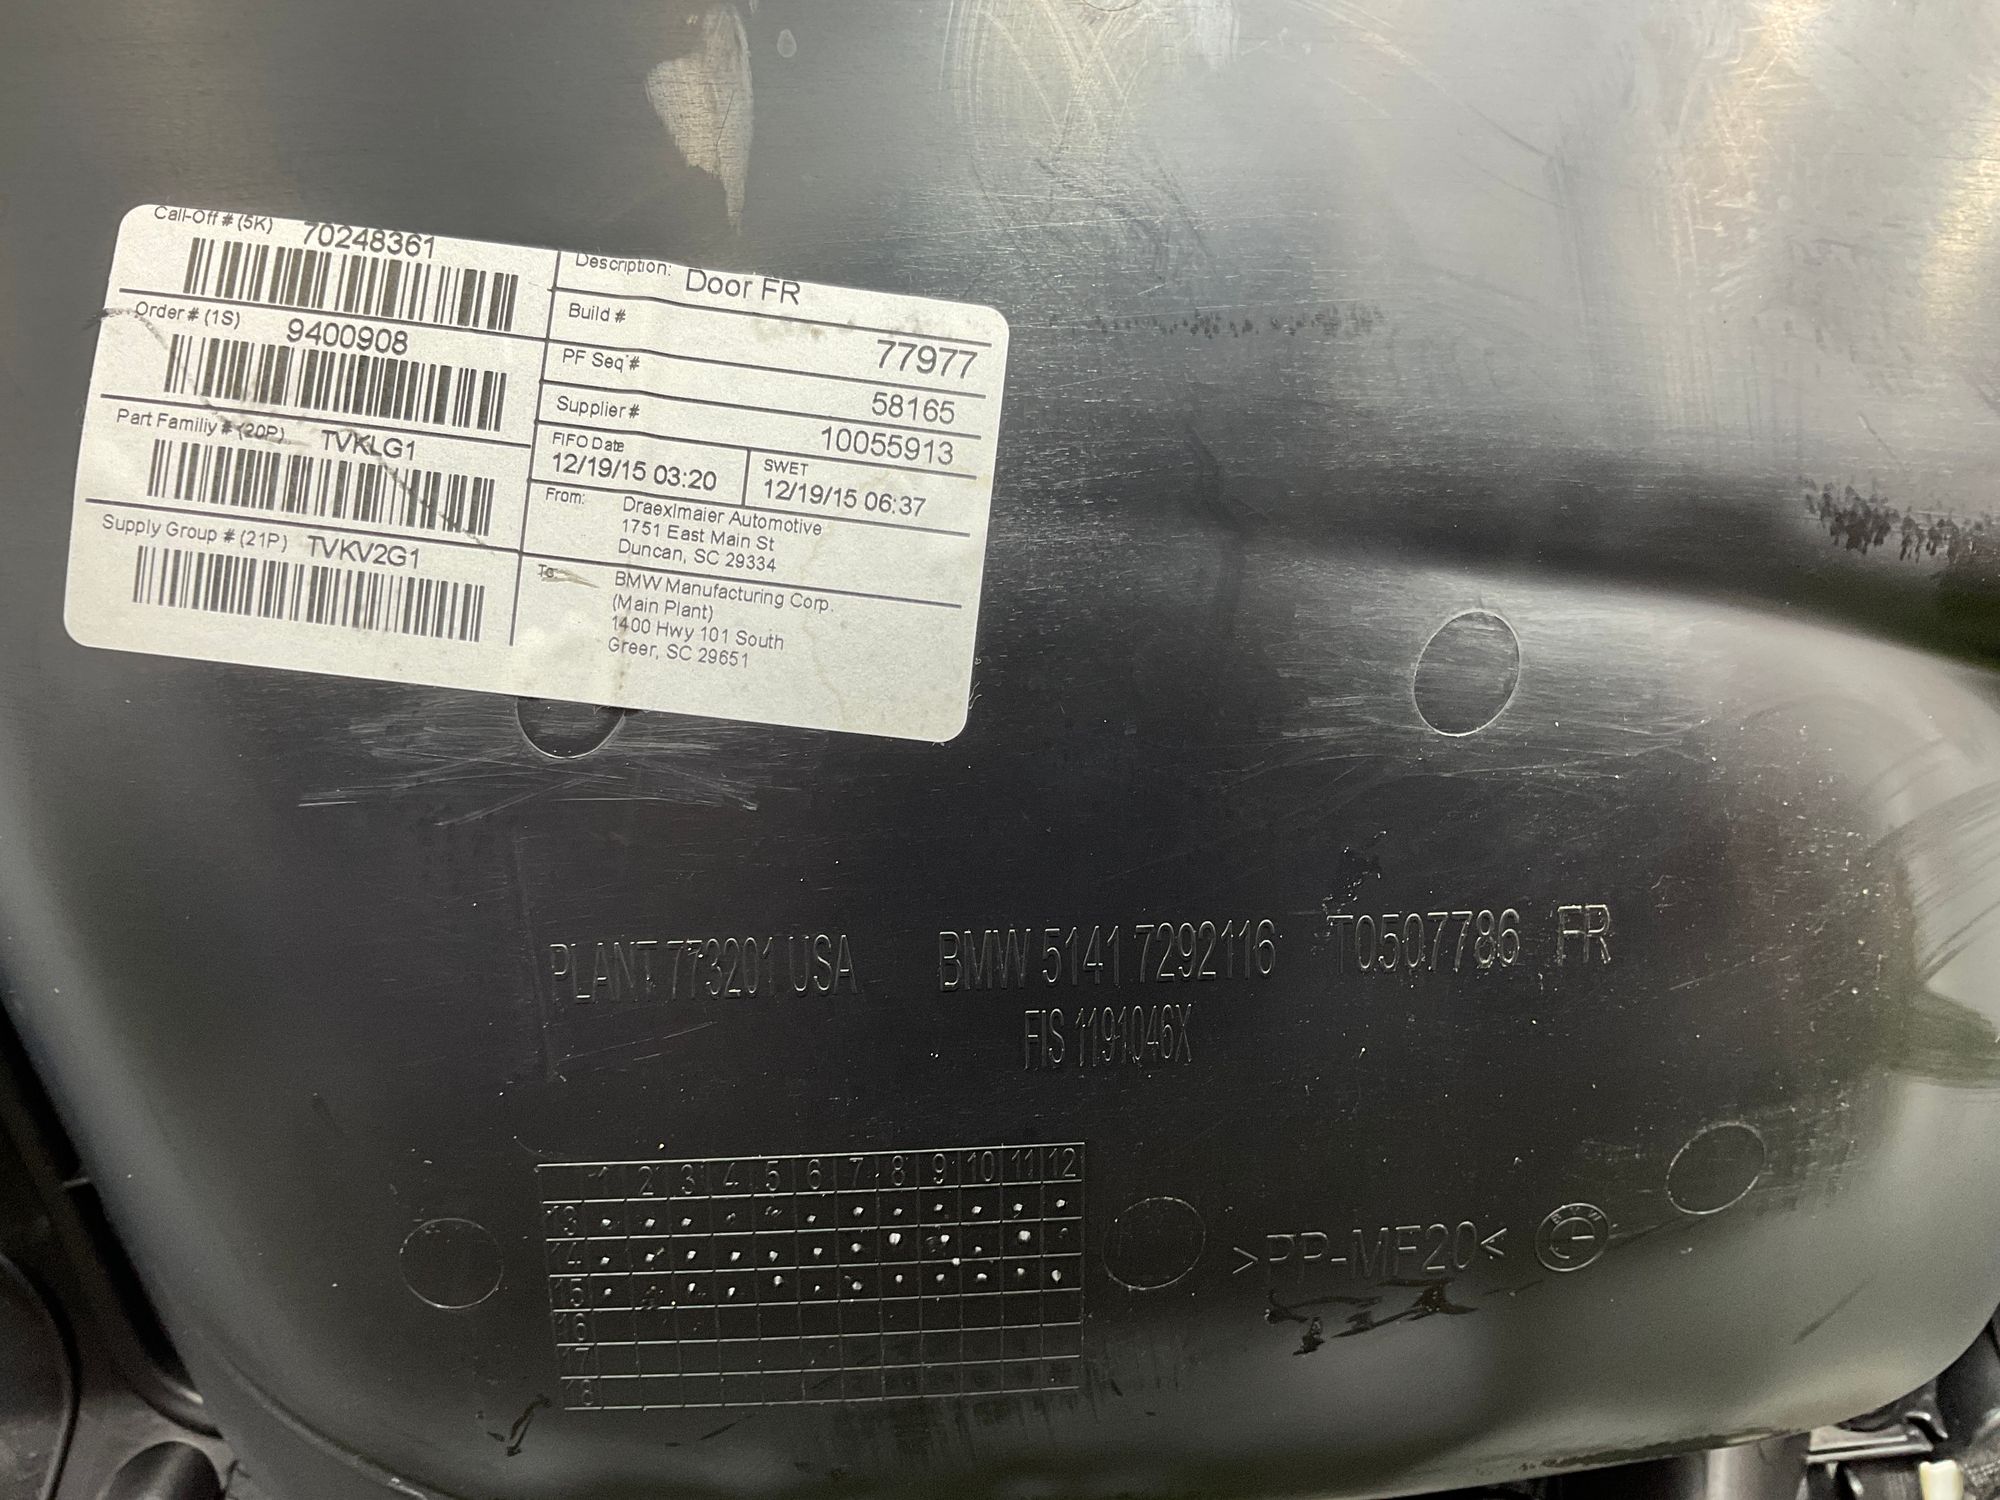 Call-Off # (5K) 70248361
Order # (1S) 9400908
Part Familiy # (20P) TVKLG1
Supply Group # (21P) TVKV2G1
Description: Door FR
Build # 77977
PF Seq # 58165
Supplier # 10055913
FIFO Date
12/19/15 03:20
SWET
12/19/15 06:37
From: Draexlmaier Automotive
1751 East Main St
Duncan, SC 29334
To: BMW Manufacturing Corp.
(Main Plant)
1400 Hwy 101 South
Greer, SC 29651
PLANT 773201 USA BMW 5141 7292116 T0507786 FR
FIS 1191046X
1 2 3 4 5 6 7 8 9 10 11 12
13
14
15
16
17
18
>PP-MF20< BMW